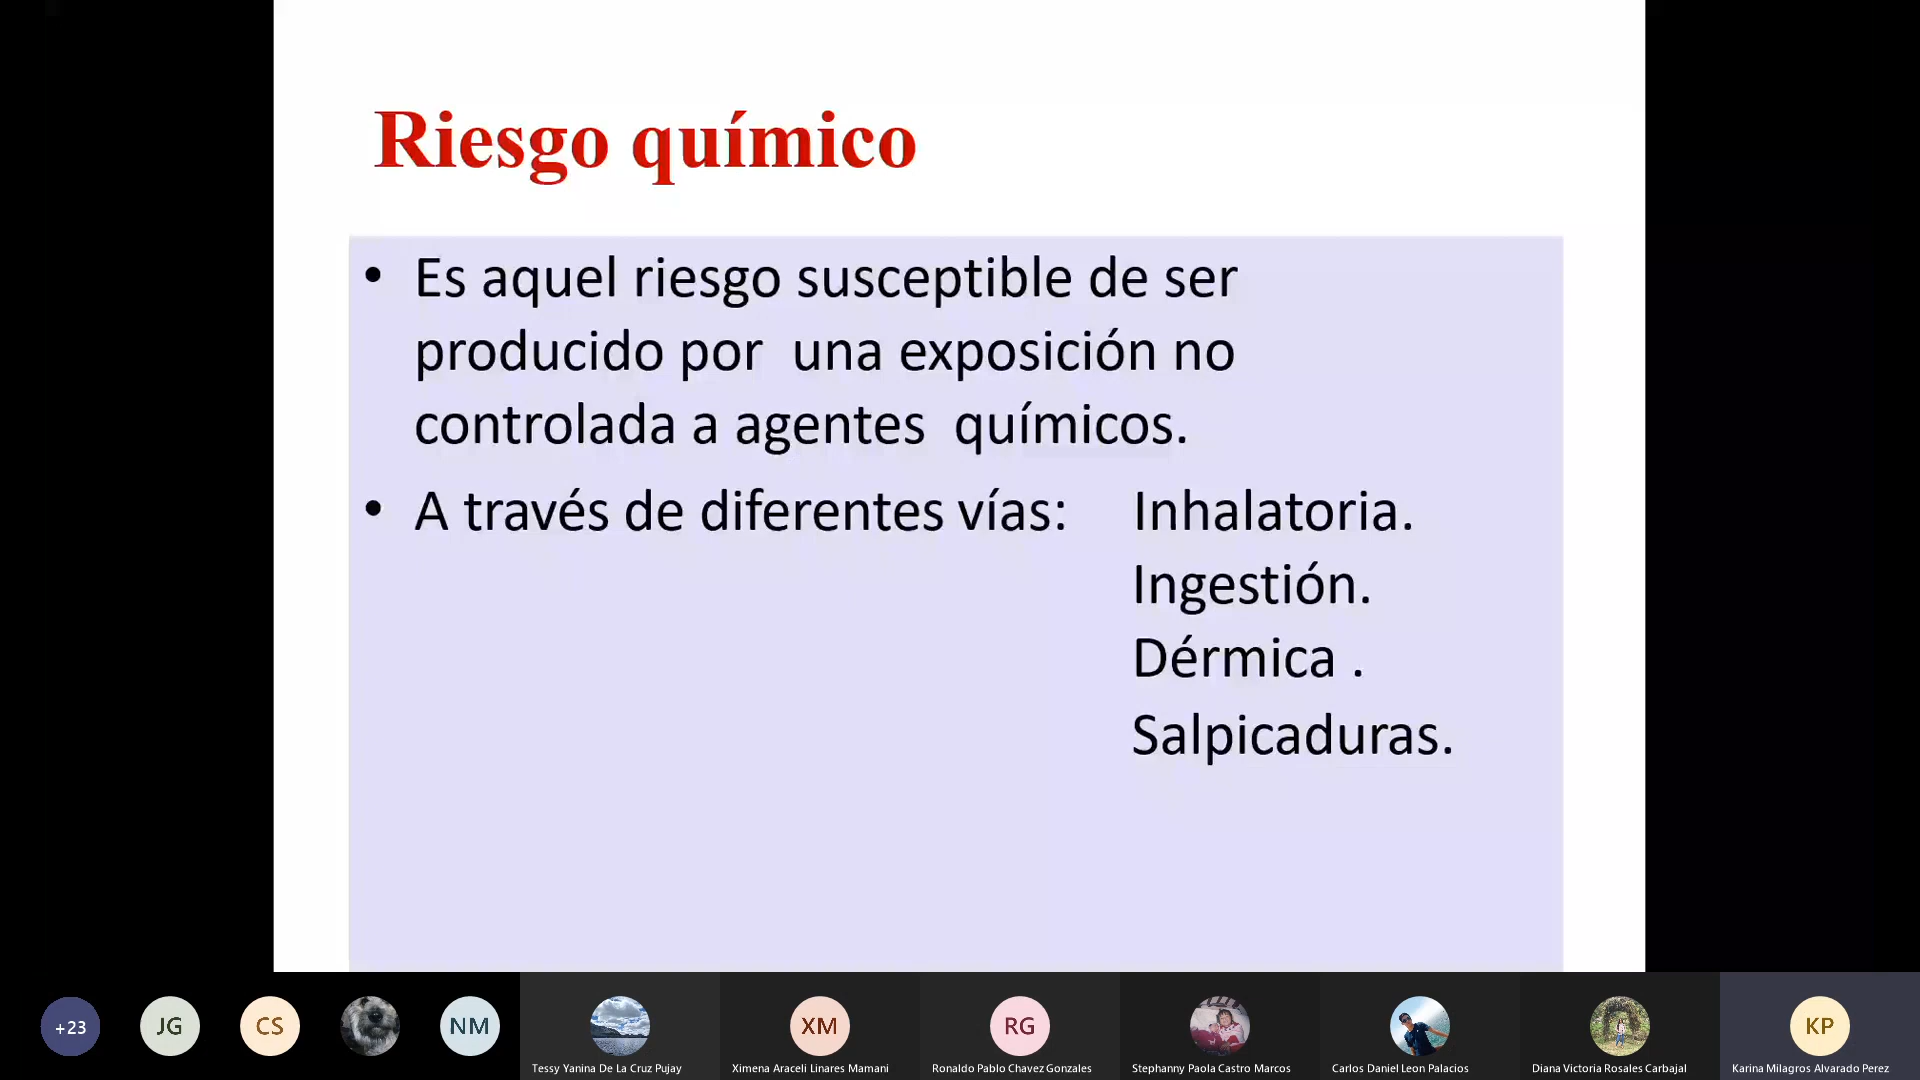 Riesgo químico
• Es aquel riesgo susceptible de ser
producido por una exposición no
controlada a agentes químicos.
• A través de diferentes vías: Inhalatoria.
Ingestión.
Dérmica .
Salpicaduras.
+23
JG
CS
NM
XM
RG
KP
Tessy Yanina De La Cruz Pujay
Ximena Araceli Linares Mamani
Ronaldo Pablo Chavez Gonzales
Stephanny Paola Castro Marcos
Carlos Daniel Leon Palacios
Diana Victoria Rosales Carbajal
Karina Milagros Alvarado Perez